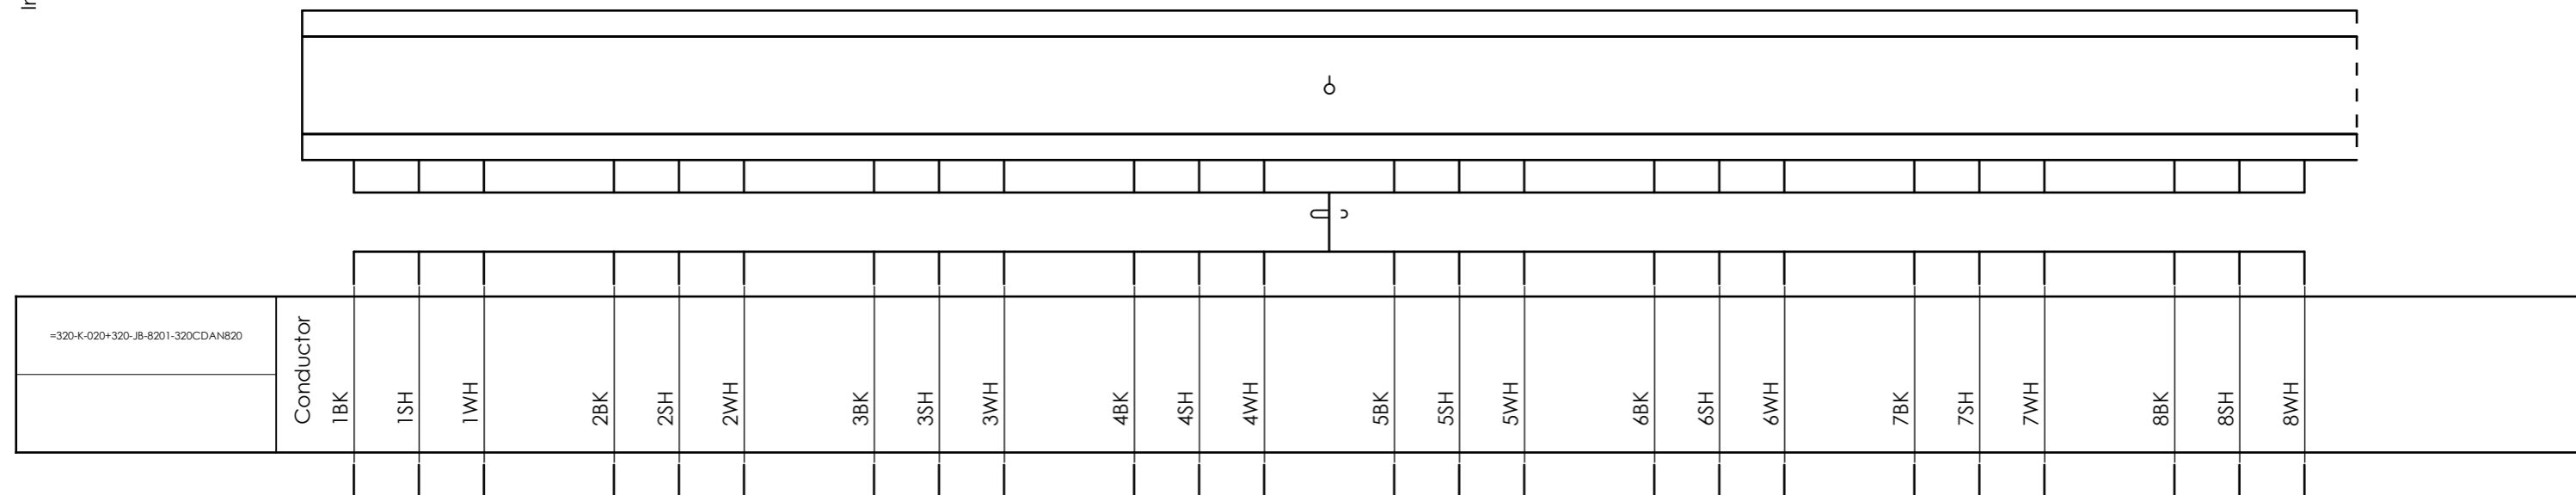 =320-K-020+320-JB-8201-320CDAN820
Conductor
1BK
1SH
1WH
2BK
2SH
2WH
3BK
3SH
3WH
4BK
4SH
4WH
5BK
5SH
5WH
6BK
6SH
6WH
7BK
7SH
7WH
8BK
8SH
8WH